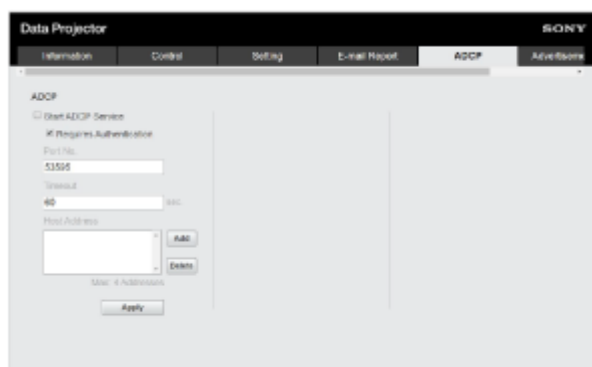 Data Projector
SONY
Information Control Setting E-mail Report ADCP Advertiseme
ADCP
Start ADCP Service
Requires Authentication
Port No.
53595
Timeout
60 sec.
Host Address
Add
Delete
Max: 4 Addresses
Apply